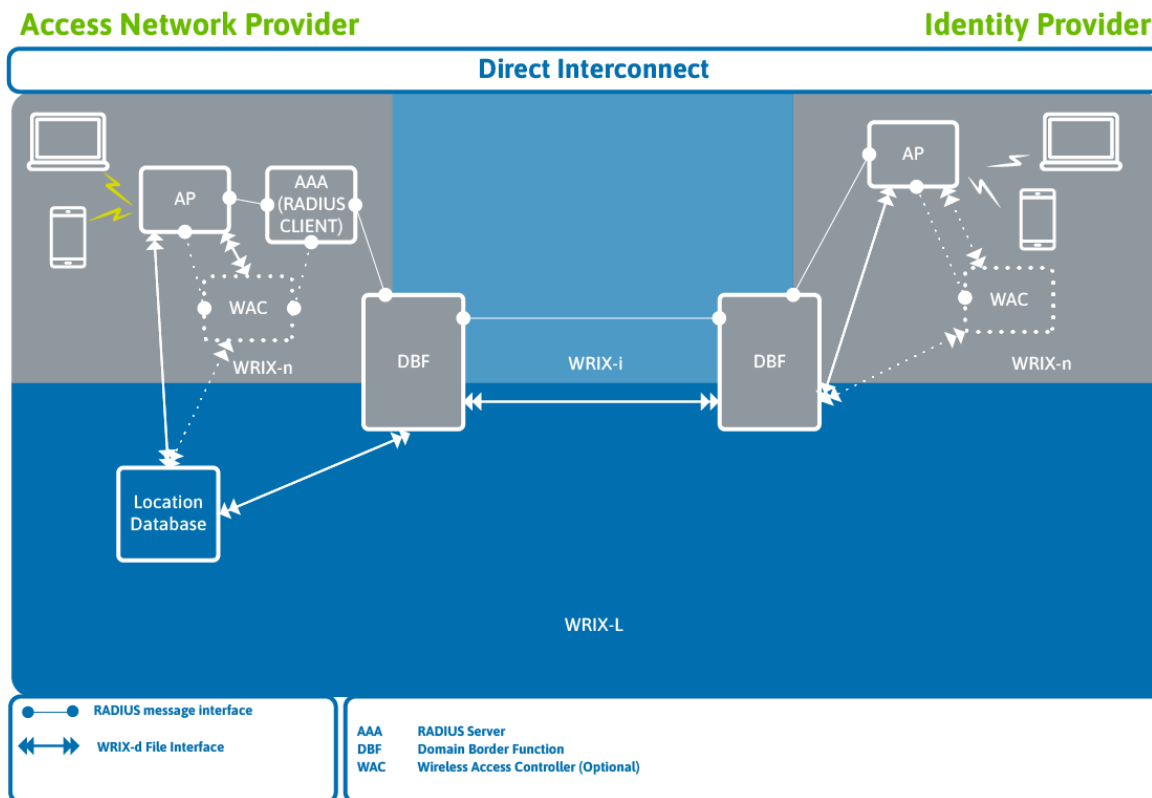 Access Network Provider
Identity Provider
Direct Interconnect
AP
AAA
(RADIUS
CLIENT)
WAC
WRIX-n
DBF
WRIX-i
DBF
AP
WAC
WRIX-n
Location
Database
WRIX-L
RADIUS message interface
WRIX-d File Interface
AAA RADIUS Server
DBF Domain Border Function
WAC Wireless Access Controller (Optional)